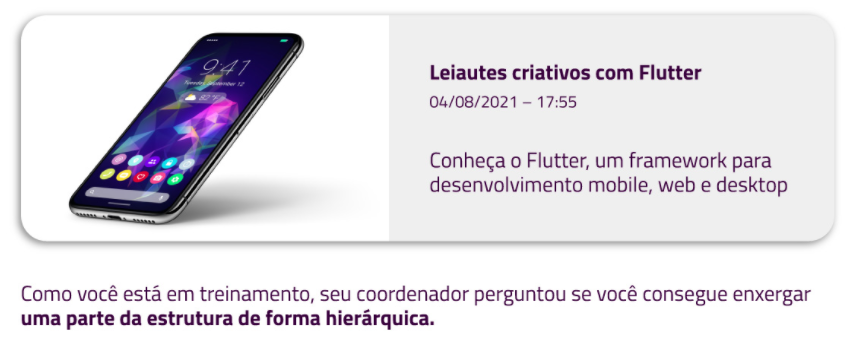 9:41
Tuesday, September 12
82°F
Leiautes criativos com Flutter
04/08/2021 – 17:55
Conheça o Flutter, um framework para
desenvolvimento mobile, web e desktop
Como você está em treinamento, seu coordenador perguntou se você consegue enxergar
uma parte da estrutura de forma hierárquica.